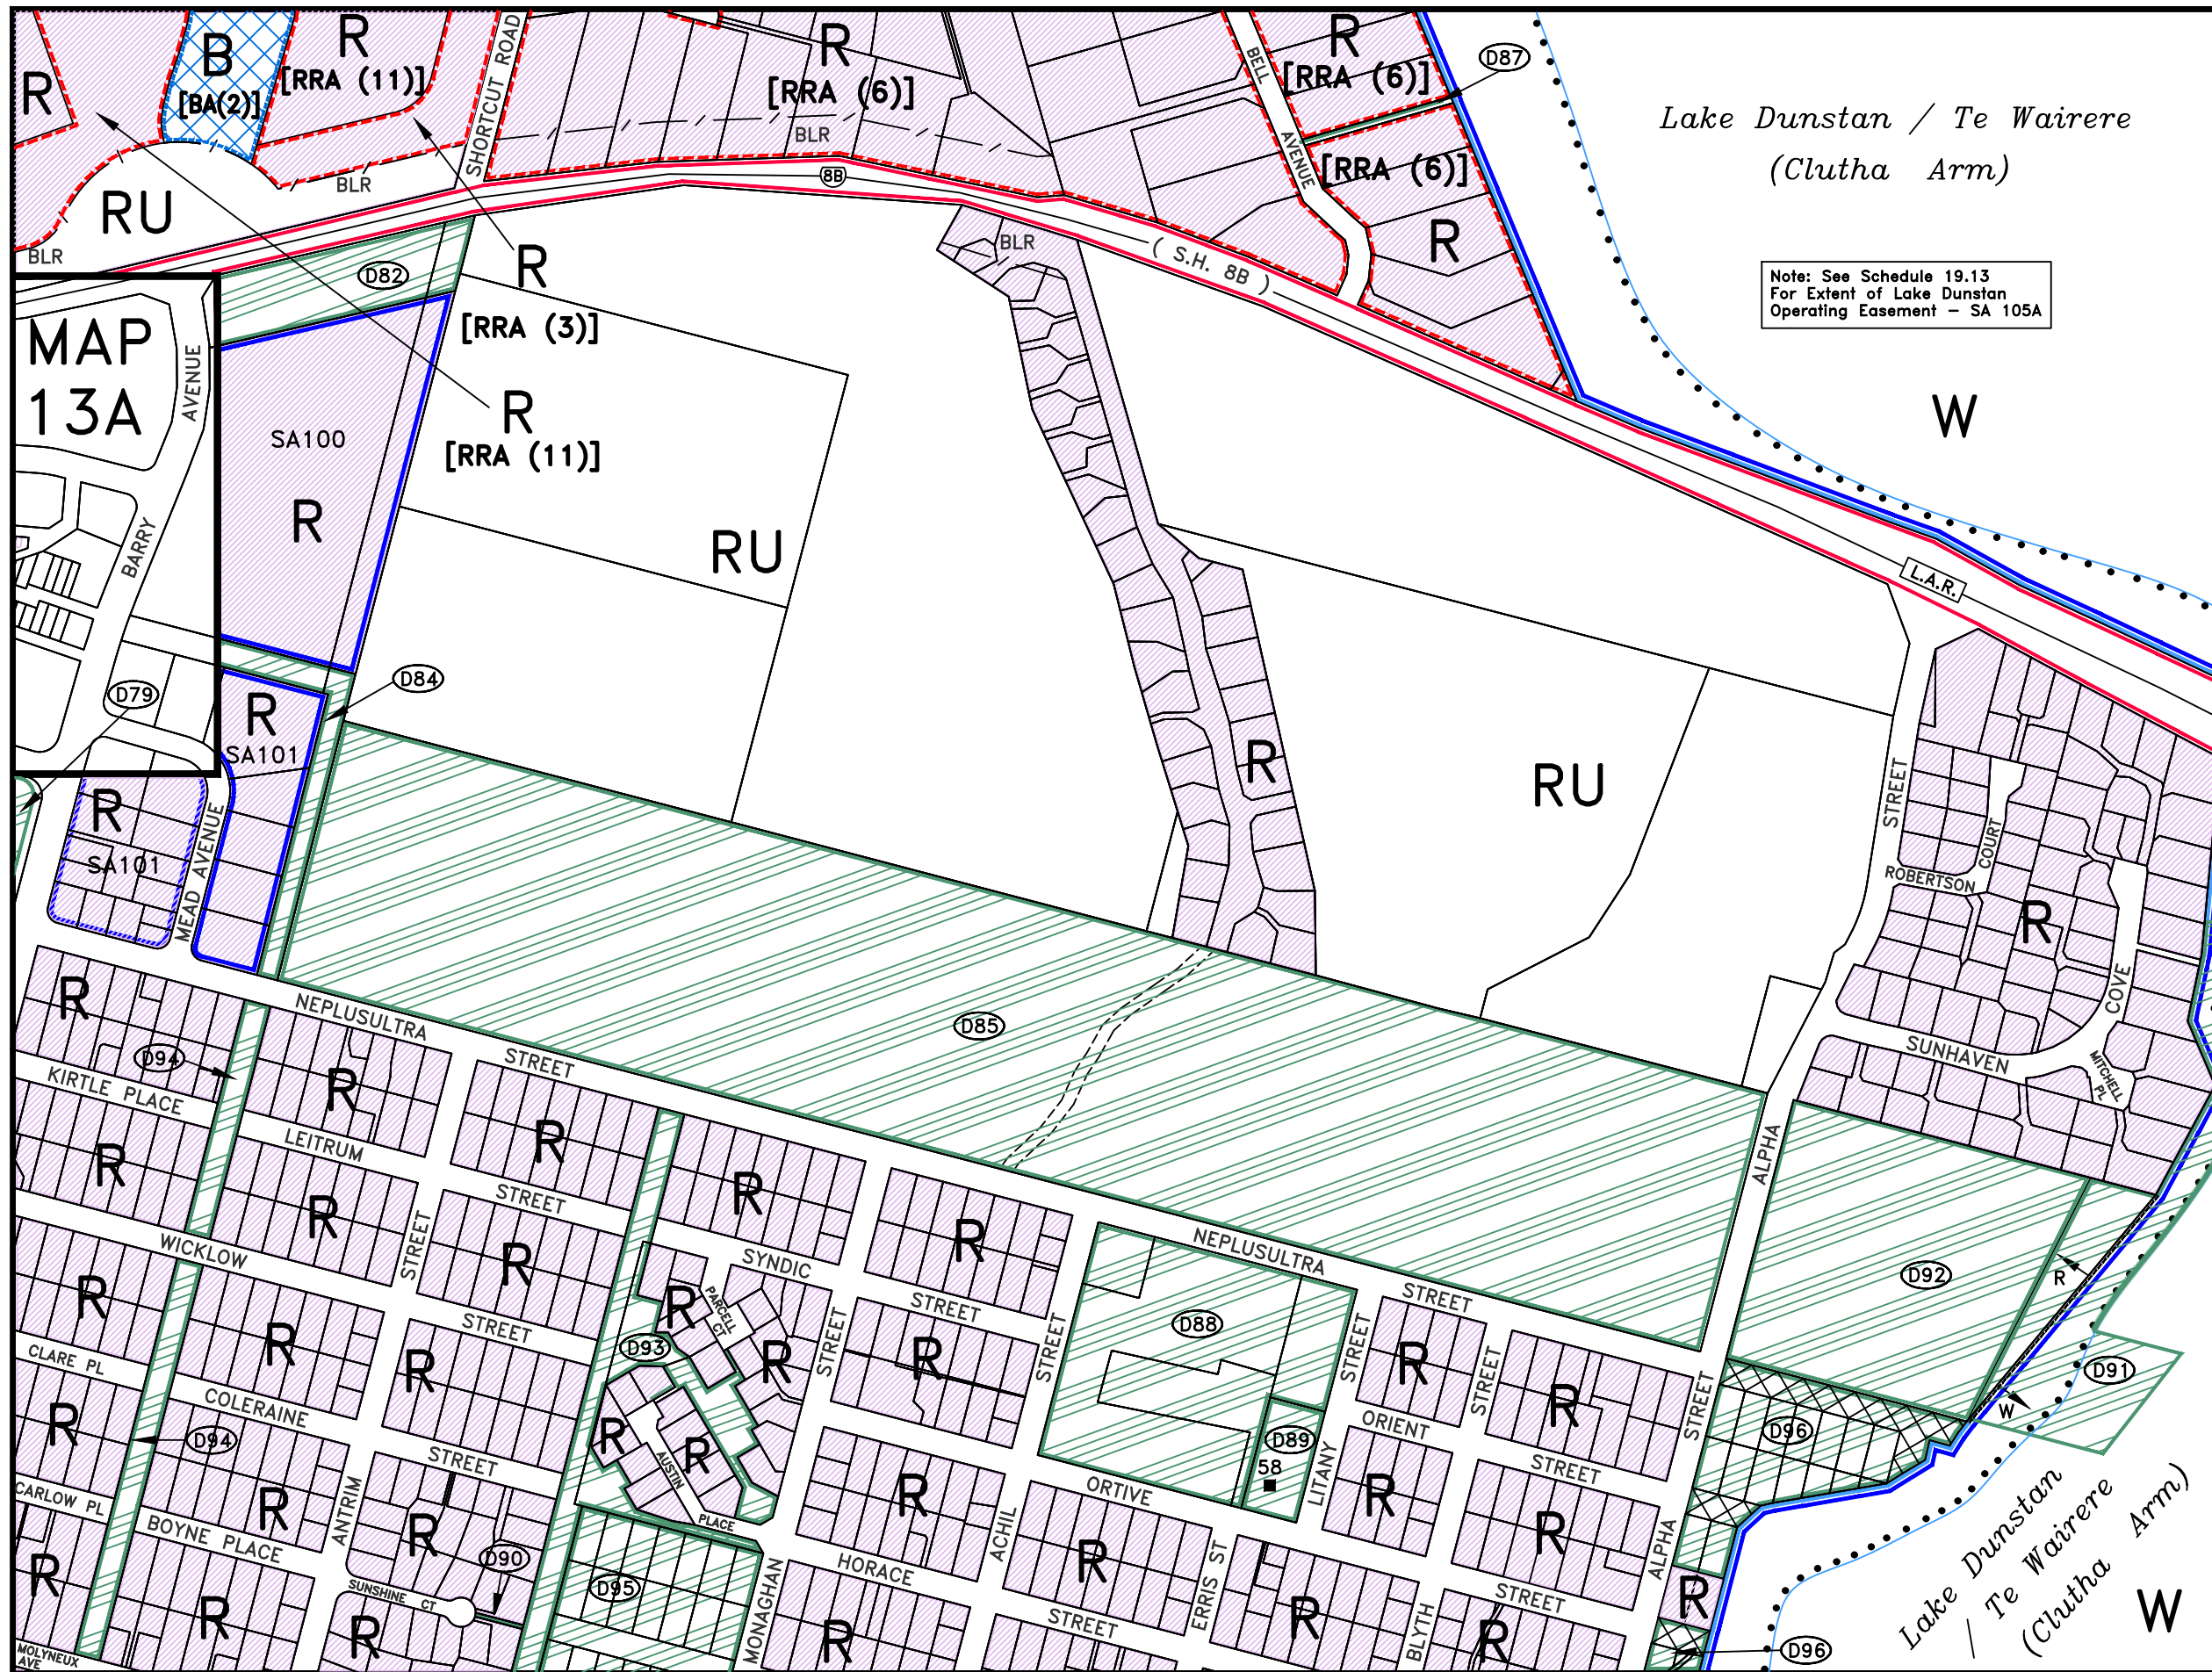 R
B
[BA(2)]
R
[RRA (11)]
SHORTCUT ROAD
R
[RRA (6)]
BLR
BELL
AVENUE
R
[RRA (6)]
D87
Lake Dunstan / Te Wairere
(Clutha Arm)
[RRA (6)]
R
BLR
8B
RU
BLR
BLR
( S.H. 8B )
D82
R
[RRA (3)]
Note: See Schedule 19.13
For Extent of Lake Dunstan
Operating Easement - SA 105A
MAP
13A
AVENUE
BARRY
SA100
R
R
[RRA (11)]
W
RU
L.A.R.
D79
D84
R
SA101
R
SA101
MEAD AVENUE
R
RU
STREET
ROBERTSON
COURT
R
COVE
SUNHAVEN
MITCHELL
PL
R
NEPLUSULTRA
STREET
D85
D94
KIRTLE PLACE
R
LEITRUM
STREET
R
R
R
STREET
R
R
R
R
ALPHA
D92
R
WICKLOW
STREET
SYNDIC
STREET
NEPLUSULTRA
STREET
D88
R
R
R
PARCELL
CT
D93
R
R
R
STREET
STREET
STREET
STREET
R
R
D91
W
CLARE PL
COLERAINE
STREET
R
D94
R
R
AUSTIN
PLACE
R
D89
58
LITANY
ORIENT
STREET
STREET
D96
CARLOW PL
BOYNE PLACE
R
R
ANTRIM
R
D90
D95
ORTIVE
ACHIL
R
R
ALPHA
Lake Dunstan
/ Te Wairere
(Clutha Arm)
W
R
SUNSHINE CT
R
MONAGHAN
HORACE
STREET
R
ERRIS ST
R
BLYTH
STREET
R
R
D96
MOLYNEUX
AVE
R